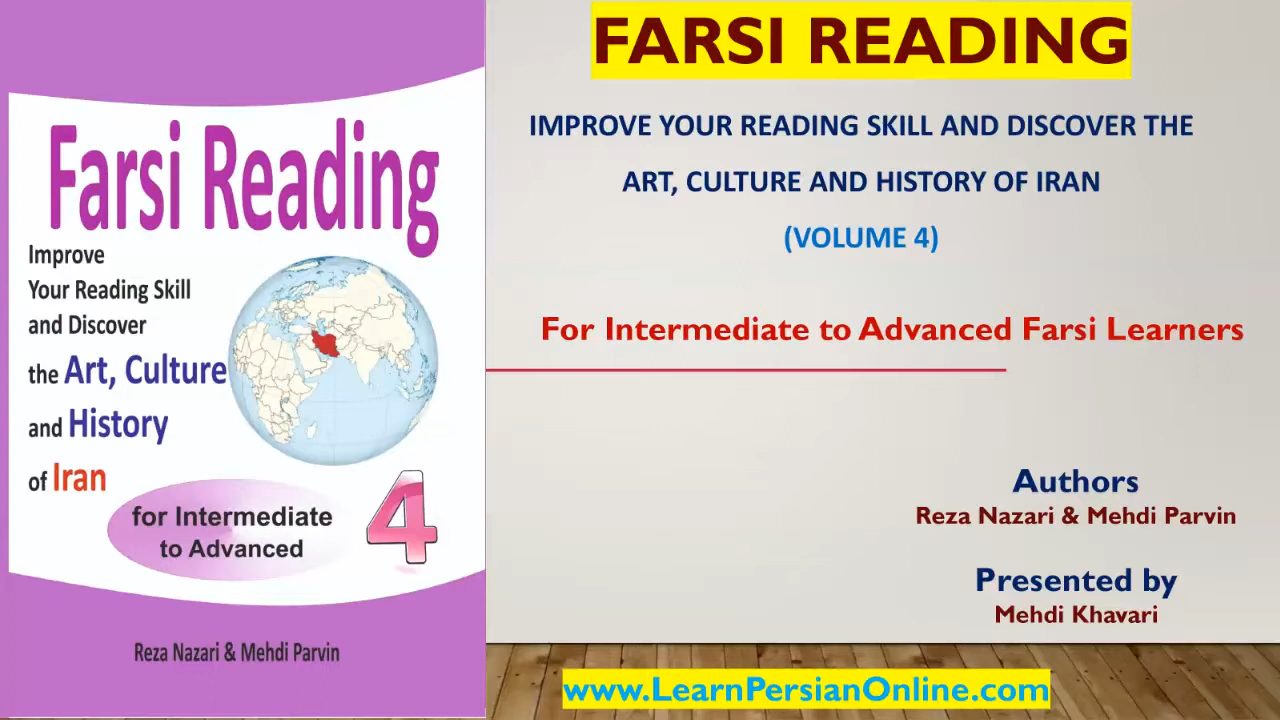 Farsi Reading
Improve
Your Reading Skill
and Discover
the Art, Culture
and History
of Iran
for Intermediate
to Advanced
4
Reza Nazari & Mehdi Parvin
FARSI READING
IMPROVE YOUR READING SKILL AND DISCOVER THE
ART, CULTURE AND HISTORY OF IRAN
(VOLUME 4)
For Intermediate to Advanced Farsi Learners
Authors
Reza Nazari & Mehdi Parvin
Presented by
Mehdi Khavari
www.LearnPersianOnline.com